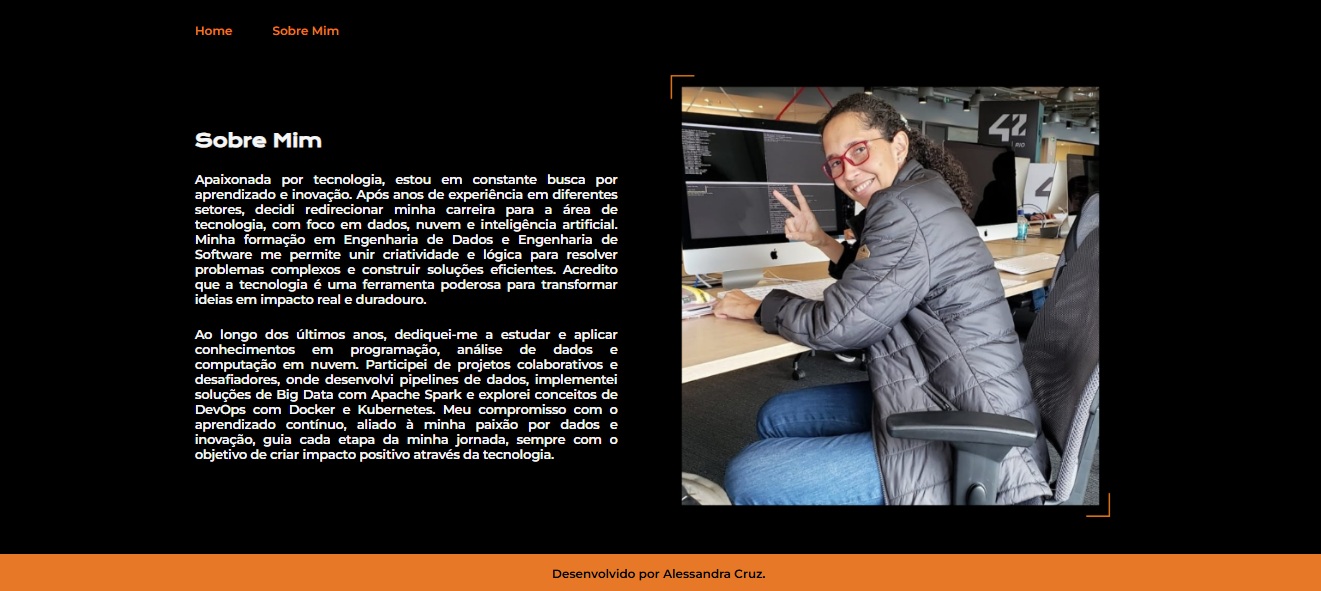 Home
Sobre Mim
Sobre Mim
Apaixonada por tecnologia, estou em constante busca por
aprendizado e inovação. Após anos de experiência em diferentes
setores, decidi redirecionar minha carreira para a área de
tecnologia, com foco em dados, nuvem e inteligência artificial.
Minha formação em Engenharia de Dados e Engenharia de
Software me permite unir criatividade e lógica para resolver
problemas complexos e construir soluções eficientes. Acredito
que a tecnologia é uma ferramenta poderosa para transformar
ideias em impacto real e duradouro.
Ao longo dos últimos anos, dediquei-me a estudar e aplicar
conhecimentos em programação, análise de dados e
computação em nuvem. Participei de projetos colaborativos e
desafiadores, onde desenvolvi pipelines de dados, implementei
soluções de Big Data com Apache Spark e explorei conceitos de
DevOps com Docker e Kubernetes. Meu compromisso com o
aprendizado contínuo, aliado à minha paixão por dados e
inovação, guia cada etapa da minha jornada, sempre com o
objetivo de criar impacto positivo através da tecnologia.
42
RIO
4
Desenvolvido por Alessandra Cruz.